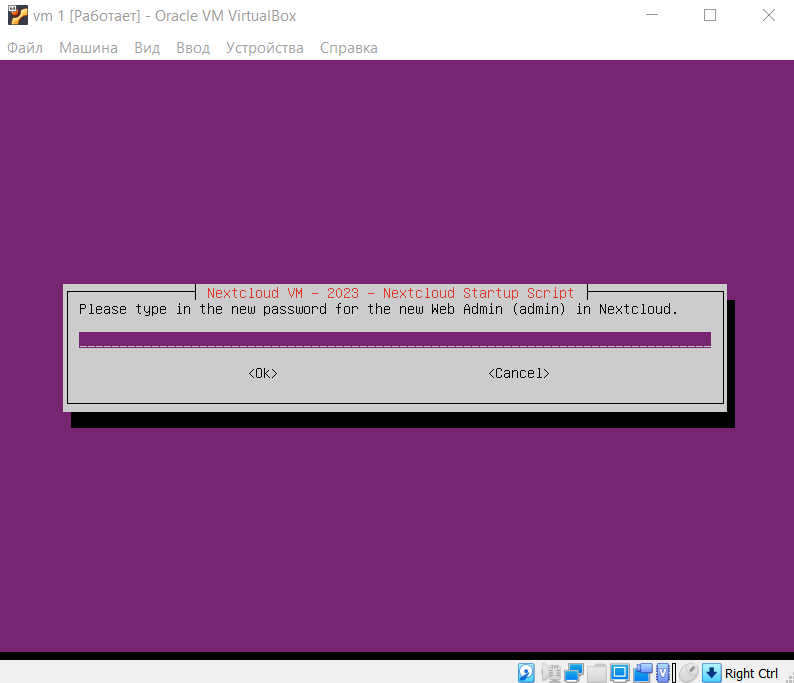 vm 1 [Работает] - Oracle VM VirtualBox
Файл Машина Вид Ввод Устройства Справка
Nextcloud VM - 2023 - Nextcloud Startup Script
Please type in the new password for the new Web Admin (admin) in Nextcloud.
<Ok> <Cancel>
Right Ctrl